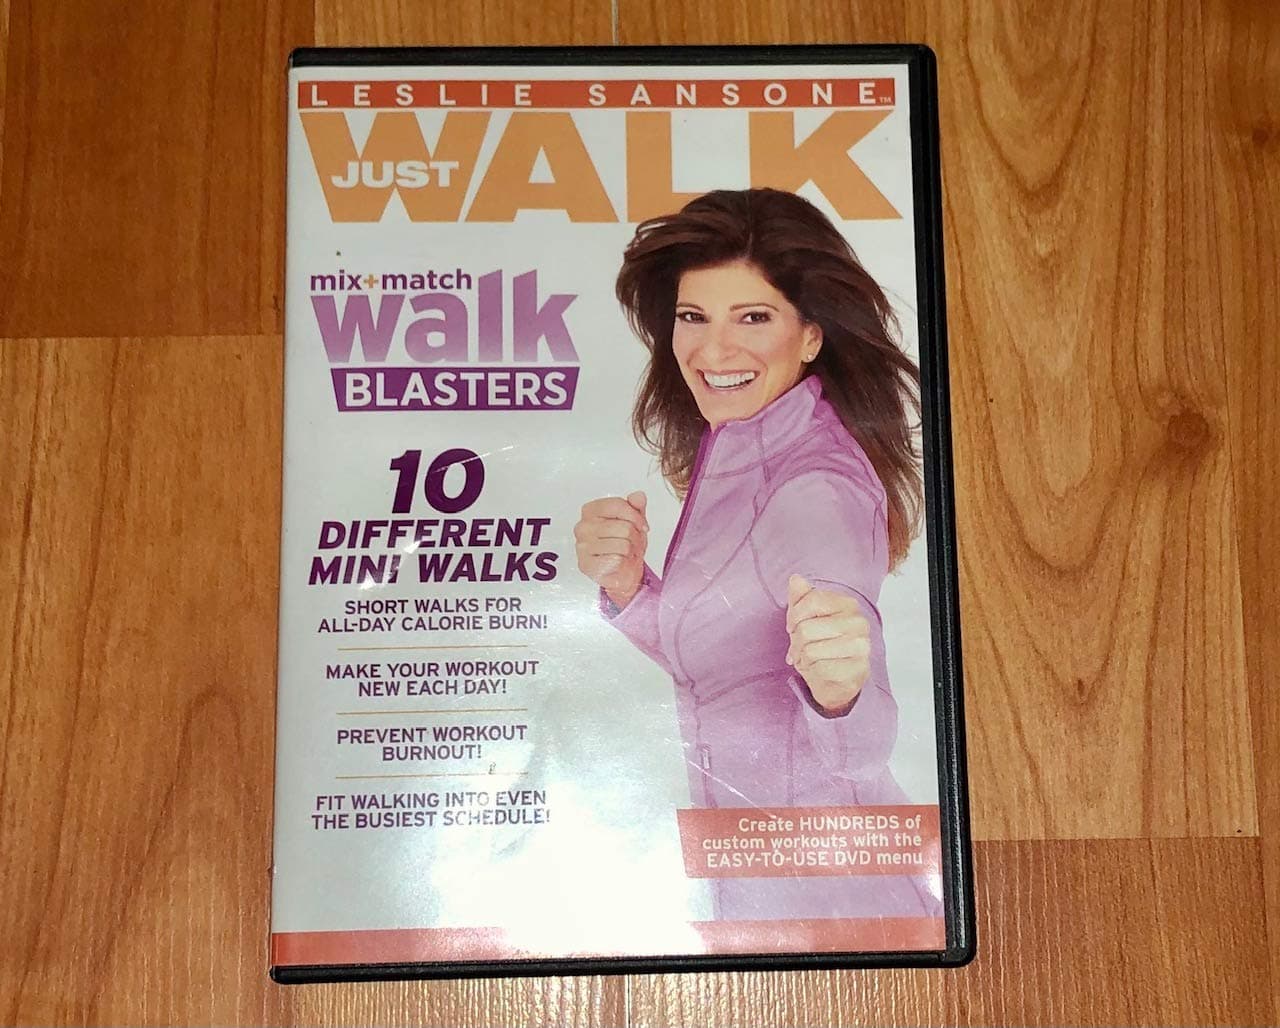 LESLIE SANSONE™
JUST WALK
mix+match
walk
BLASTERS
10
DIFFERENT
MINI WALKS
SHORT WALKS FOR
ALL-DAY CALORIE BURN!
MAKE YOUR WORKOUT
NEW EACH DAY!
PREVENT WORKOUT
BURNOUT!
FIT WALKING INTO EVEN
THE BUSIEST SCHEDULE!
Create HUNDREDS of
custom workouts with the
EASY-TO-USE DVD menu